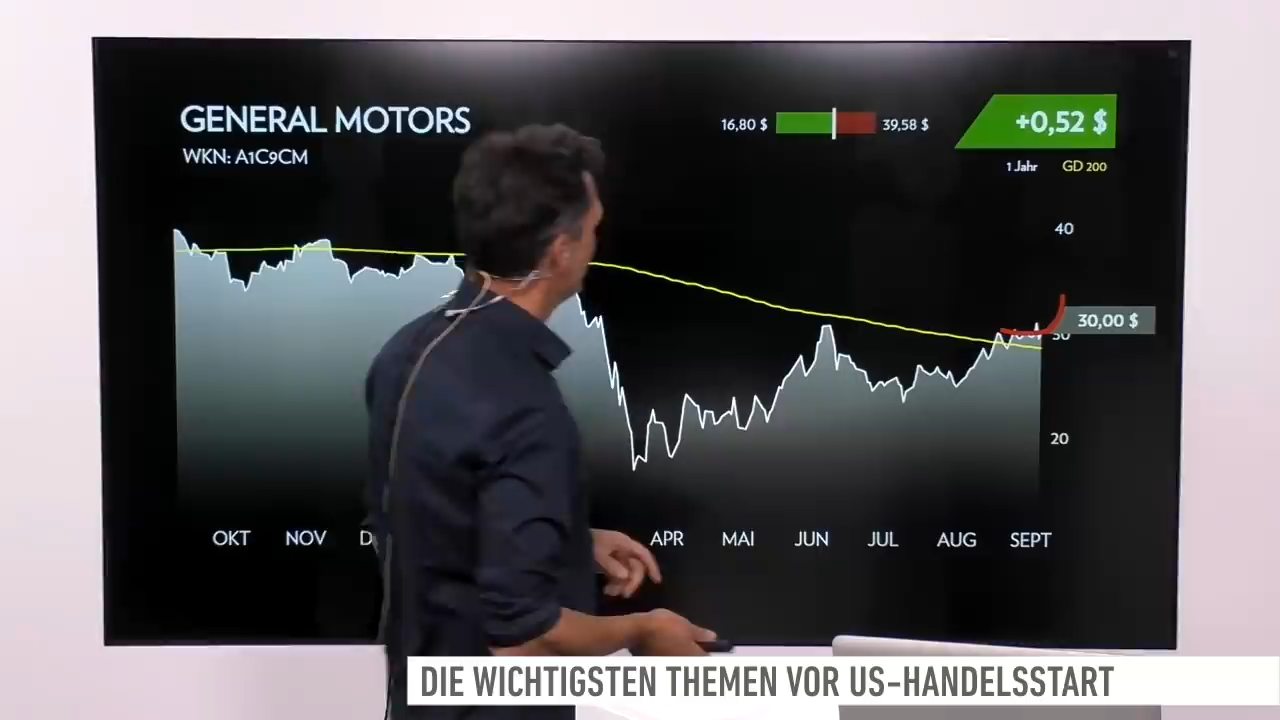 GENERAL MOTORS
WKN: A1C9CM
16,80 $
39,58 $
+0,52 $
1 Jahr
GD 200
40
30,00 $
30
20
OKT
NOV
D
APR
MAI
JUN
JUL
AUG
SEPT
DIE WICHTIGSTEN THEMEN VOR US-HANDELSSTART